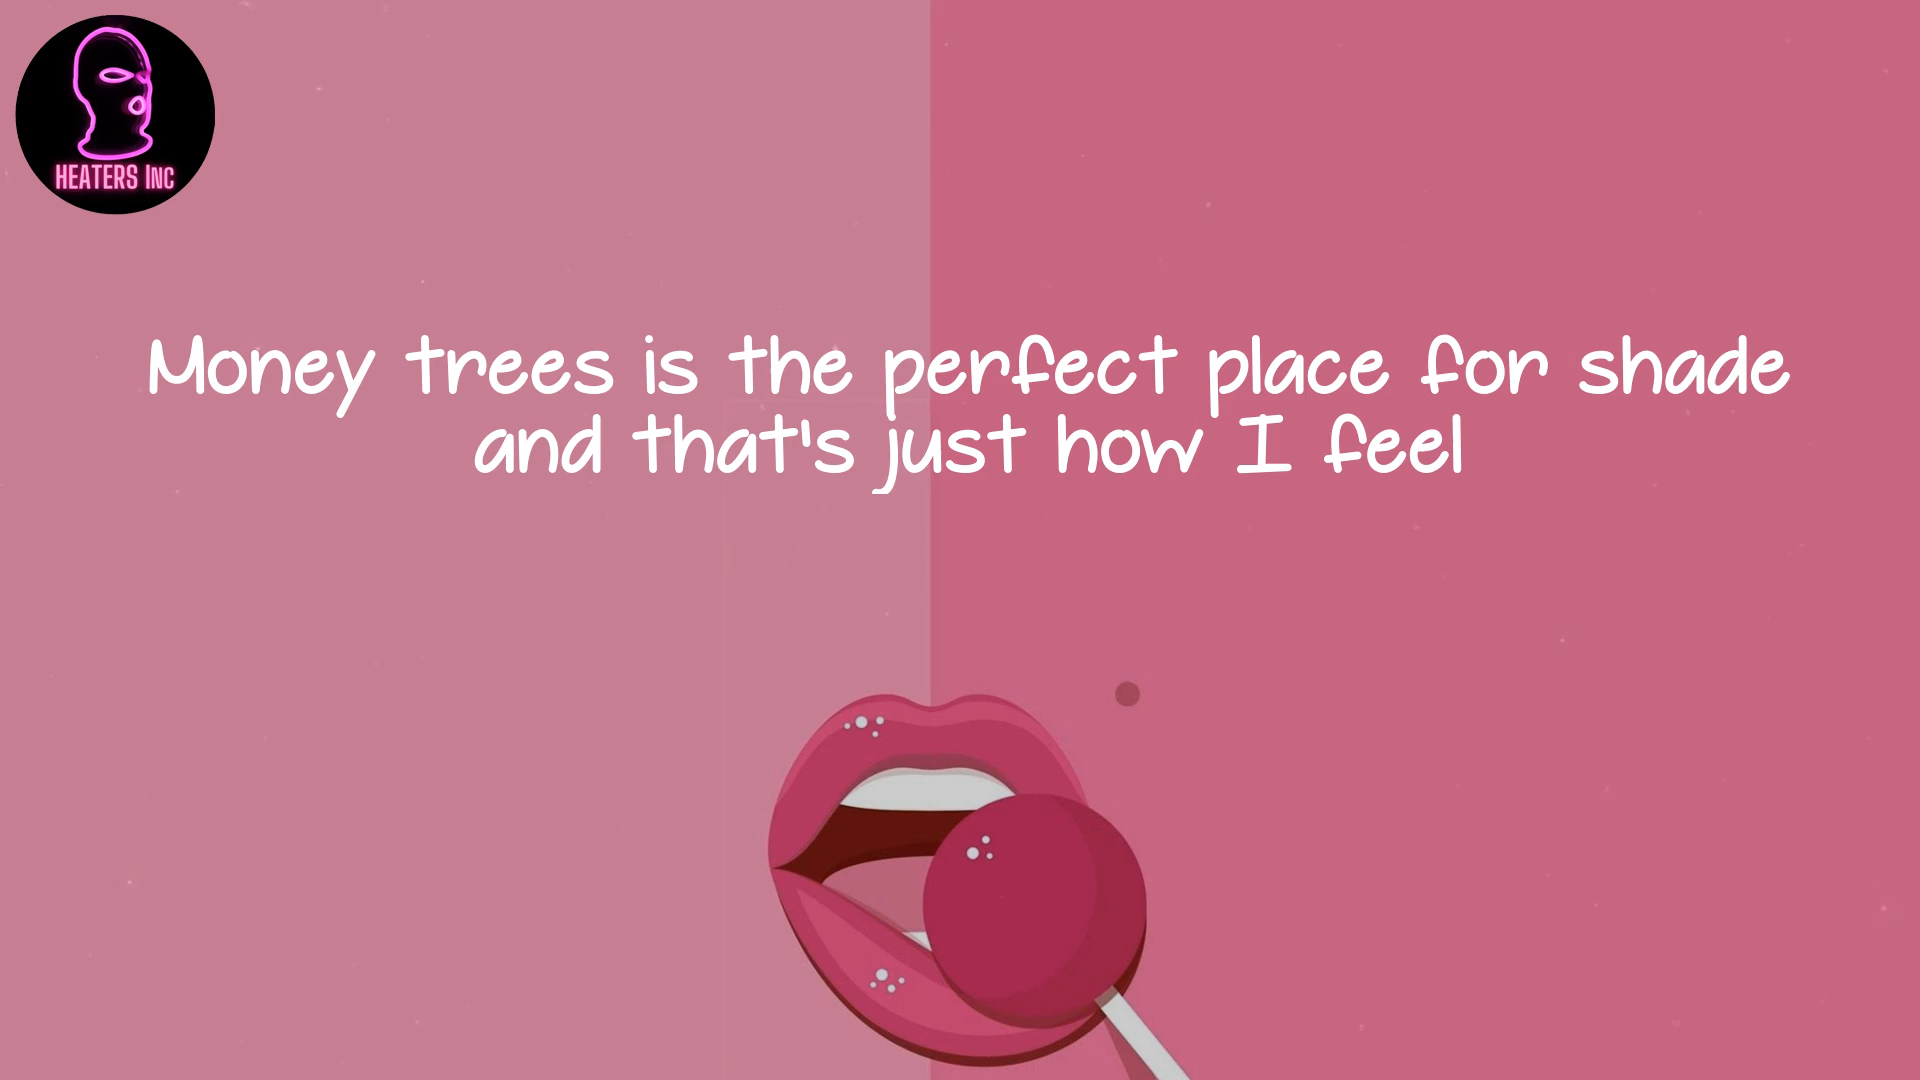 HEATERS INC
Money trees is the perfect place for shade
and that's just how I feel